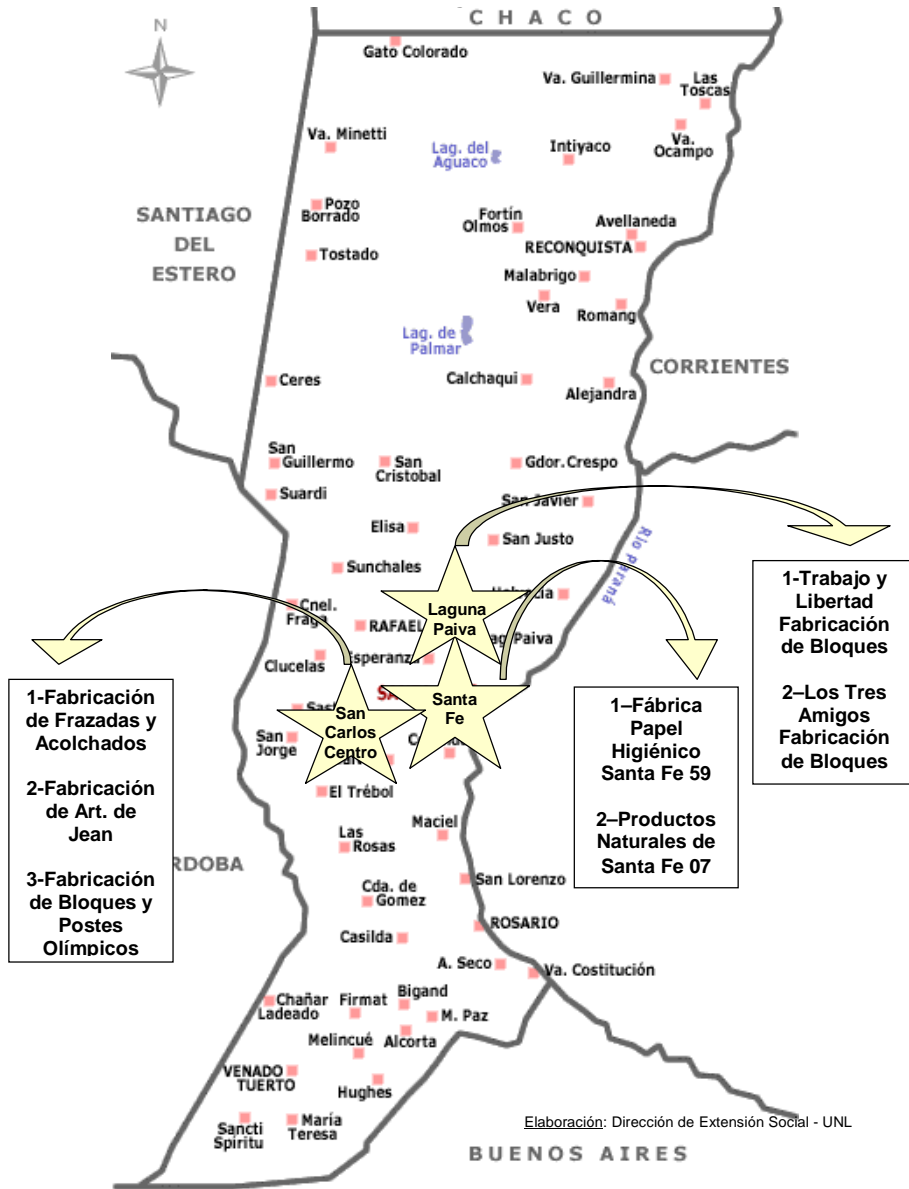 CHACO
N
Gato Colorado
Va. Guillermina
Las
Toscas
Va.
Ocampo
Va. Minetti
Lag. del
Aguaco
Intiyaco
SANTIAGO
DEL
ESTERO
Pozo
Borrado
Fortín
Olmos
Avellaneda
RECONQUISTA
Tostado
Malabrigo
Vera
Romang
Lag. de
Palmar
CORRIENTES
Ceres
Calchaqui
Alejandra
San
Guillermo
San
Cristobal
Gdor.Crespo
Suardi
San Javier
Elisa
San Justo
Río Paraná
Sunchales
Cnel.
Fraga
RAFAEL
Laguna
Paiva
Paiva
Clucelas
Esperanza
Santa
Fe
San
Carlos
Centro
San
Jorge
El Trébol
Maciel
Las
Rosas
RDOBA
Cda. de
Gomez
San Lorenzo
Casilda
ROSARIO
A. Seco
Va. Costitución
Chañar
Ladeado
Firmat
Bigand
M. Paz
Melincué
Alcorta
VENADO
TUERTO
Hughes
Sancti
Spiritu
María
Teresa
1-Fabricación
de Frazadas y
Acolchados
2-Fabricación
de Art. de
Jean
3-Fabricación
de Bloques y
Postes
Olímpicos
1–Fábrica
Papel
Higiénico
Santa Fe 59
2–Productos
Naturales de
Santa Fe 07
1-Trabajo y
Libertad
Fabricación
de Bloques
2–Los Tres
Amigos
Fabricación
de Bloques
Elaboración: Dirección de Extensión Social - UNL
BUENOS AIRES